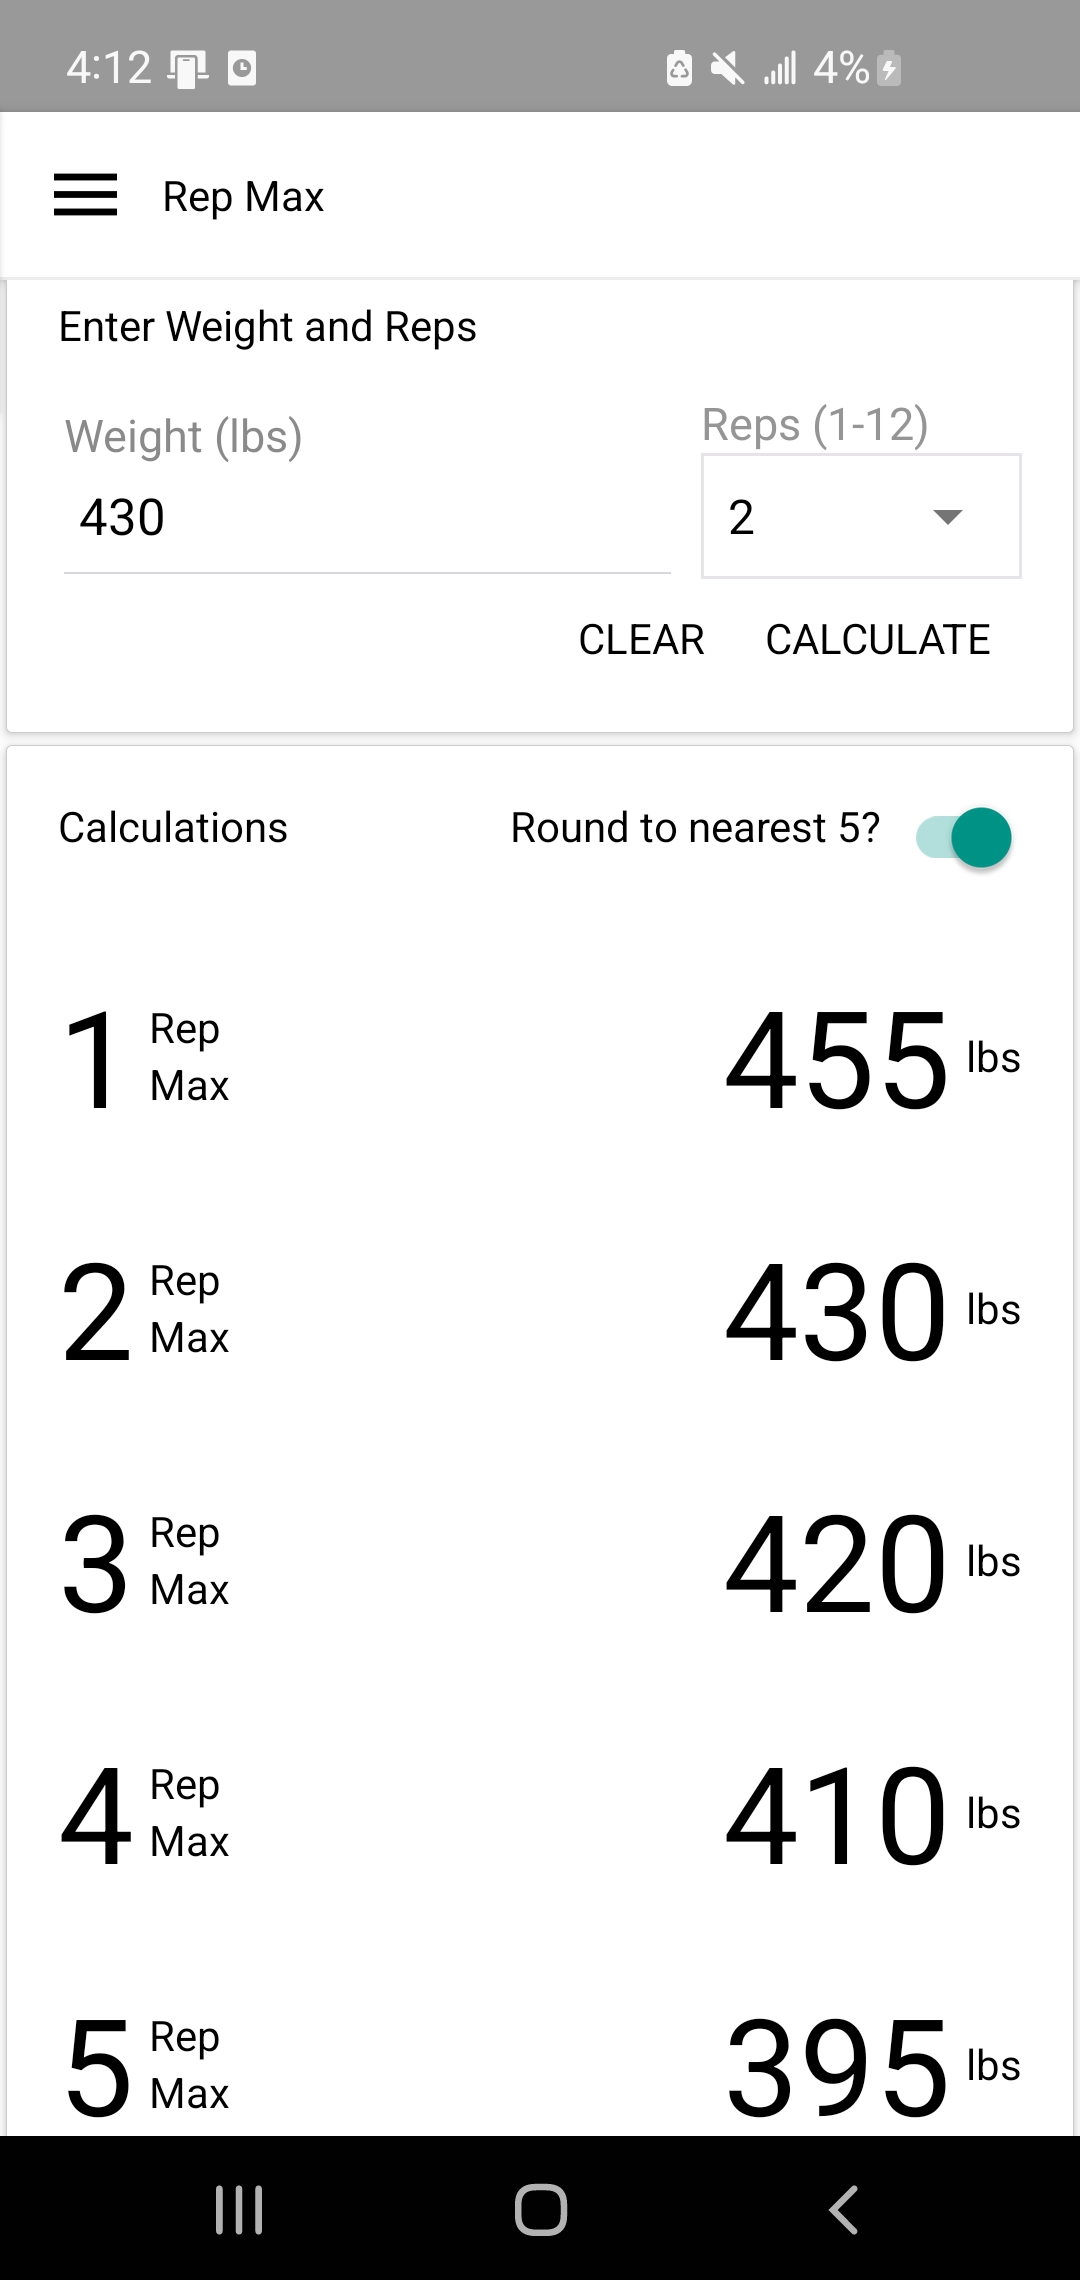 4:12 4%
Rep Max
Enter Weight and Reps
Weight (lbs) Reps (1-12)
430 2
CLEAR CALCULATE
Calculations Round to nearest 5?
1 Rep Max 455 lbs
2 Rep Max 430 lbs
3 Rep Max 420 lbs
4 Rep Max 410 lbs
5 Rep Max 395 lbs